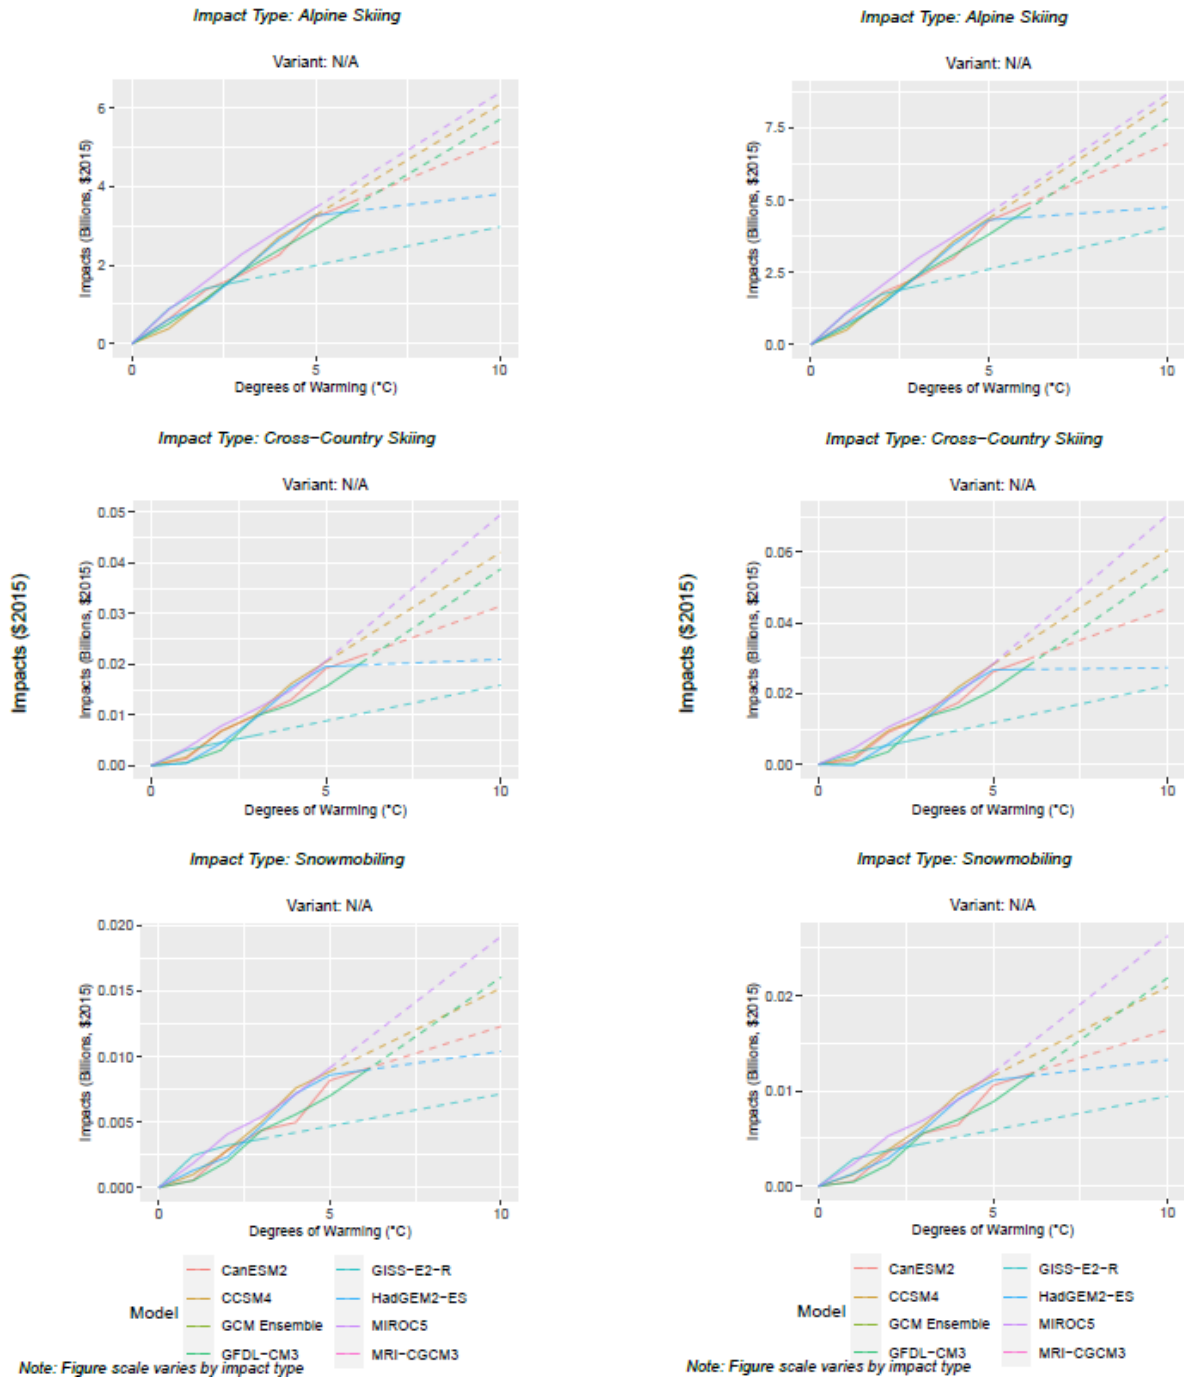 Impact Type: Alpine Skiing
Variant: N/A
Impacts (Billions, $2015)
6
4
2
0
0 5 10
Degrees of Warming (°C)
Impact Type: Cross−Country Skiing
Variant: N/A
Impacts ($2015)
Impacts (Billions, $2015)
0.05
0.04
0.03
0.02
0.01
0.00
0 5 10
Degrees of Warming (°C)
Impact Type: Snowmobiling
Variant: N/A
Impacts (Billions, $2015)
0.020
0.015
0.010
0.005
0.000
0 5 10
Degrees of Warming (°C)
Model
CanESM2
CCSM4
GCM Ensemble
GFDL−CM3
GISS−E2−R
HadGEM2−ES
MIROC5
MRI−CGCM3
Note: Figure scale varies by impact type
Impact Type: Alpine Skiing
Variant: N/A
Impacts (Billions, $2015)
7.5
5.0
2.5
0.0
0 5 10
Degrees of Warming (°C)
Impact Type: Cross−Country Skiing
Variant: N/A
Impacts ($2015)
Impacts (Billions, $2015)
0.06
0.04
0.02
0.00
0 5 10
Degrees of Warming (°C)
Impact Type: Snowmobiling
Variant: N/A
Impacts (Billions, $2015)
0.02
0.01
0.00
0 5 10
Degrees of Warming (°C)
Model
CanESM2
CCSM4
GCM Ensemble
GFDL−CM3
GISS−E2−R
HadGEM2−ES
MIROC5
MRI−CGCM3
Note: Figure scale varies by impact type